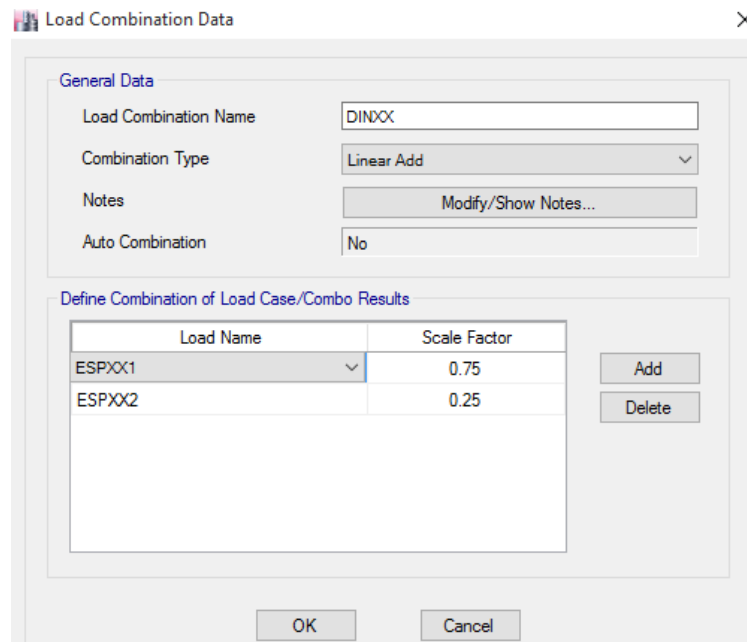 Load Combination Data
General Data
Load Combination Name DINXX
Combination Type Linear Add
Notes Modify/Show Notes...
Auto Combination No
Define Combination of Load Case/Combo Results
Load Name Scale Factor
ESPXX1 0.75 Add
ESPXX2 0.25 Delete
OK Cancel